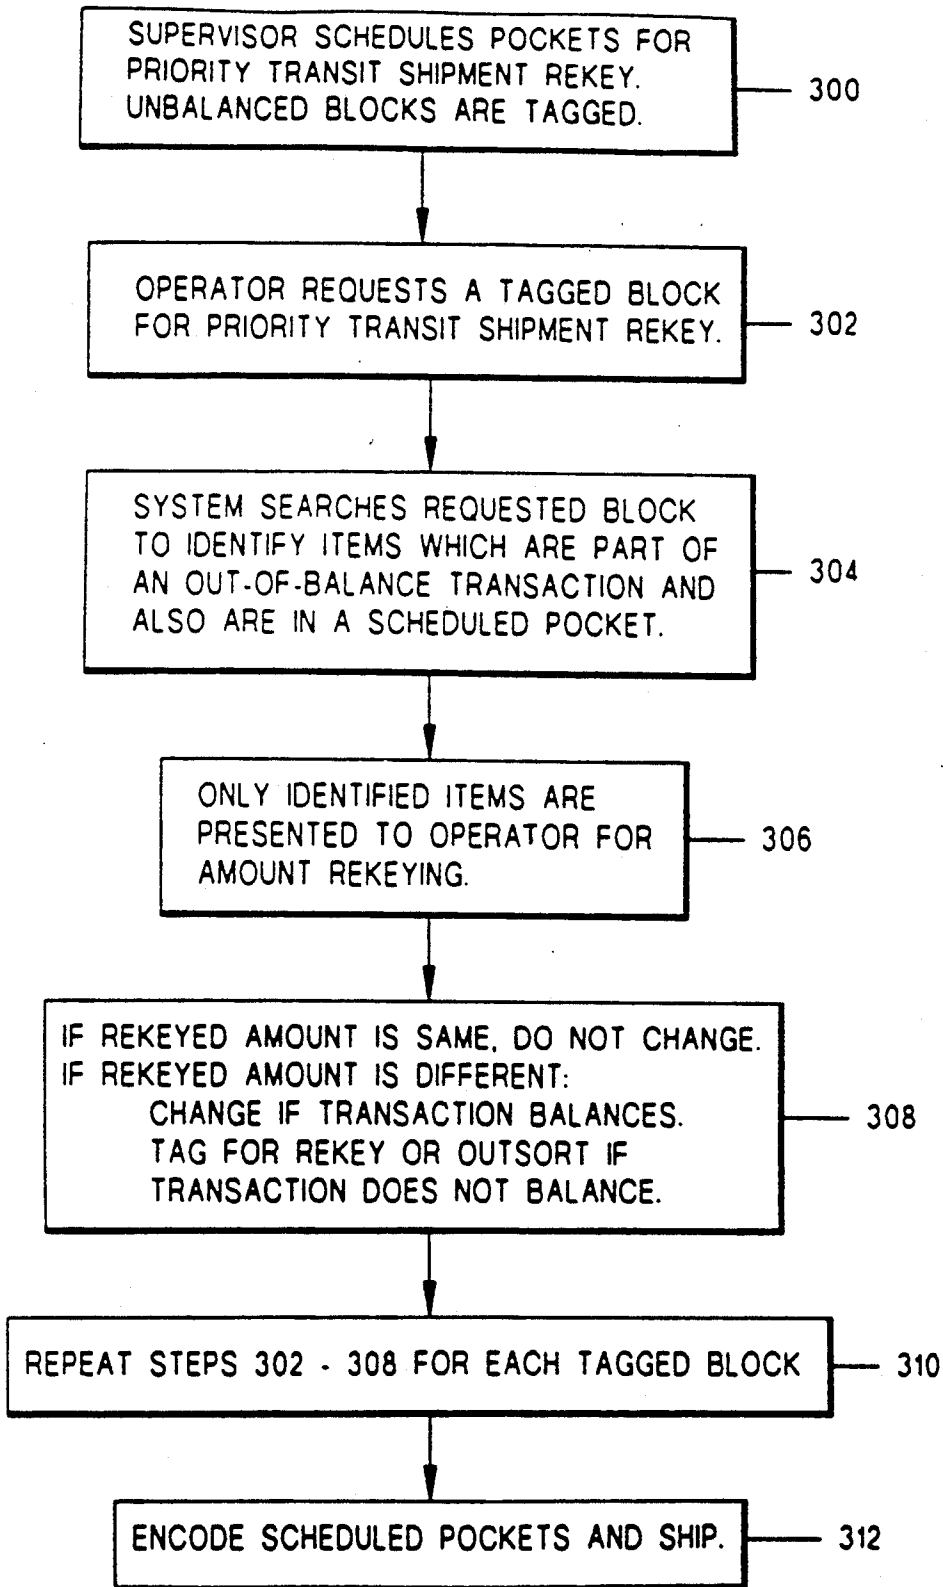 SUPERVISOR SCHEDULES POCKETS FOR
PRIORITY TRANSIT SHIPMENT REKEY.
UNBALANCED BLOCKS ARE TAGGED.
300
OPERATOR REQUESTS A TAGGED BLOCK
FOR PRIORITY TRANSIT SHIPMENT REKEY.
302
SYSTEM SEARCHES REQUESTED BLOCK
TO IDENTIFY ITEMS WHICH ARE PART OF
AN OUT-OF-BALANCE TRANSACTION AND
ALSO ARE IN A SCHEDULED POCKET.
304
ONLY IDENTIFIED ITEMS ARE
PRESENTED TO OPERATOR FOR
AMOUNT REKEYING.
306
IF REKEYED AMOUNT IS SAME, DO NOT CHANGE.
IF REKEYED AMOUNT IS DIFFERENT:
CHANGE IF TRANSACTION BALANCES.
TAG FOR REKEY OR OUTSORT IF
TRANSACTION DOES NOT BALANCE.
308
REPEAT STEPS 302 - 308 FOR EACH TAGGED BLOCK
310
ENCODE SCHEDULED POCKETS AND SHIP.
312